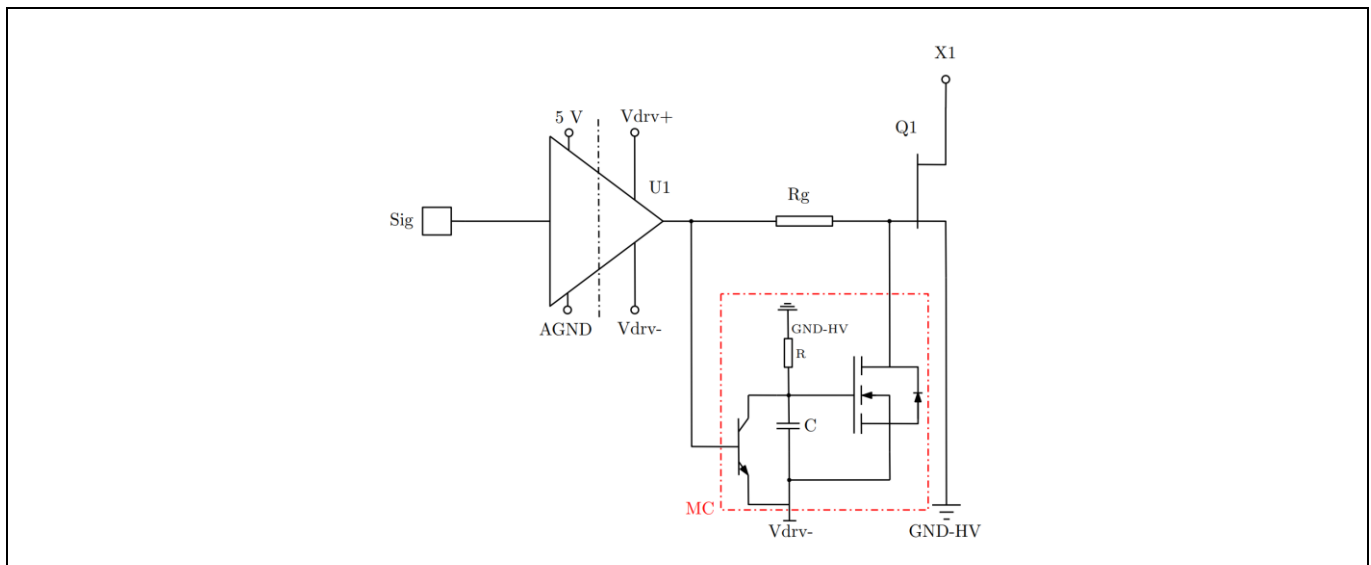 X1
5 V
Vdrv+
Q1
U1
Rg
Sig
AGND
Vdrv-
GND-HV
R
C
MC
Vdrv-
GND-HV